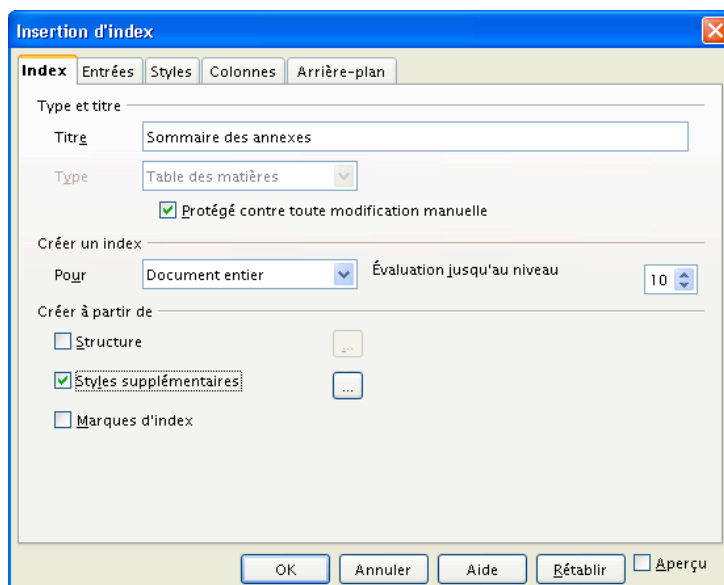 Insertion d'index
Index Entrées Styles Colonnes Arrière-plan
Type et titre
Titre Sommaire des annexes
Type Table des matières
Protégé contre toute modification manuelle
Créer un index
Pour Document entier Évaluation jusqu'au niveau 10
Créer à partir de
Structure ...
Styles supplémentaires ...
Marques d'index
OK Annuler Aide Rétablir Aperçu